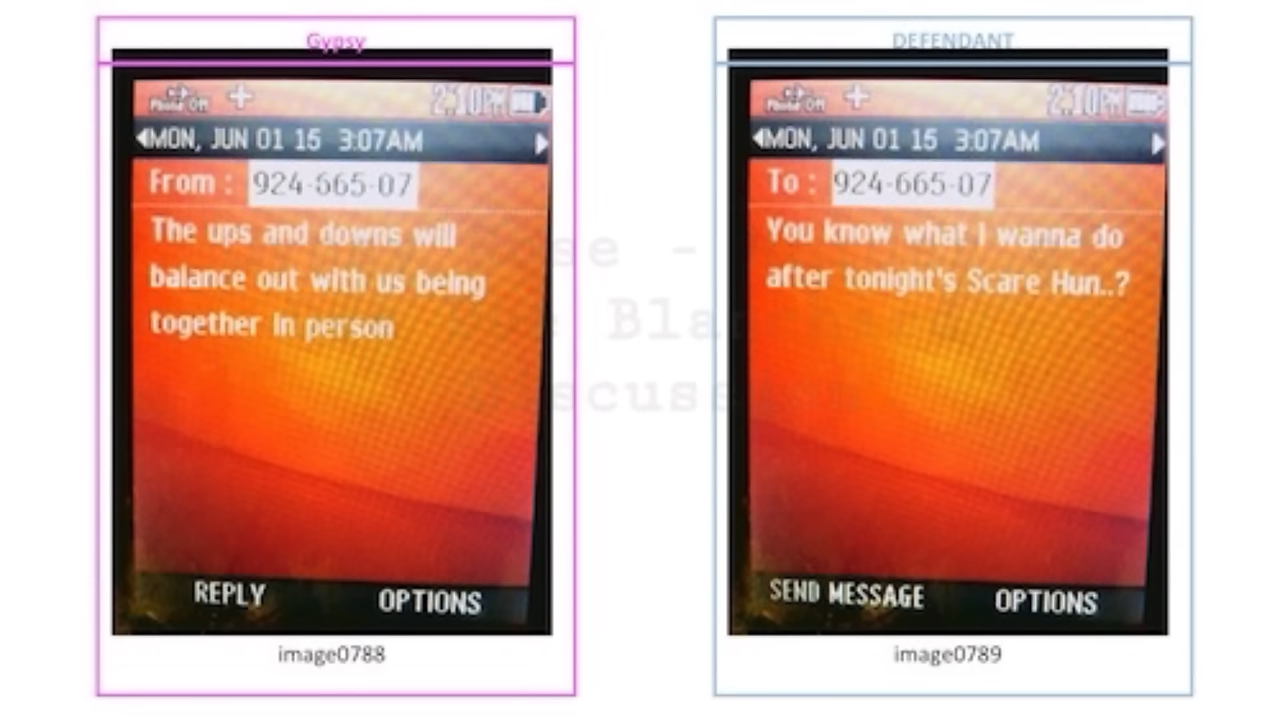 Gypsy
Phone Off
2:10PM
MON, JUN 01 15 3:07AM
From : 924-665-07
The ups and downs will
balance out with us being
together in person
REPLY OPTIONS
image0788
DEFENDANT
Phone Off
2:10PM
MON, JUN 01 15 3:07AM
To : 924-665-07
You know what I wanna do
after tonight's Scare Hun..?
SEND MESSAGE OPTIONS
image0789